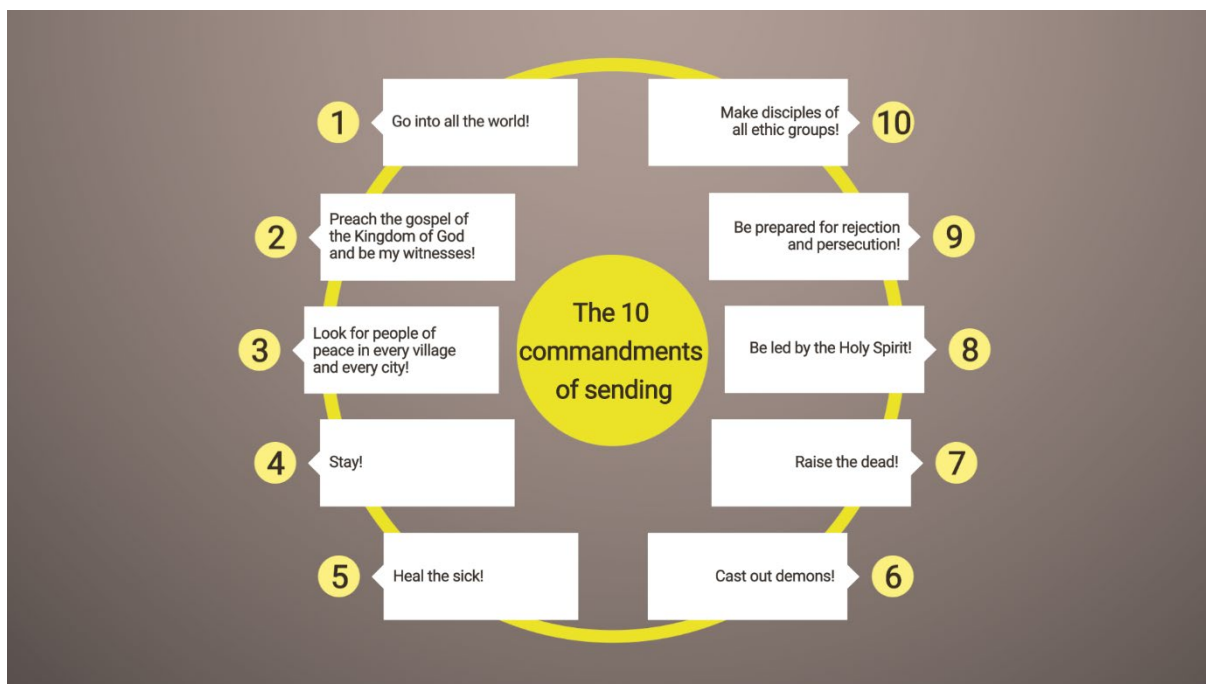 The 10
commandments
of sending
1
Go into all the world!
2
Preach the gospel of
the Kingdom of God
and be my witnesses!
3
Look for people of
peace in every village
and every city!
4
Stay!
5
Heal the sick!
6
Cast out demons!
7
Raise the dead!
8
Be led by the Holy Spirit!
9
Be prepared for rejection
and persecution!
10
Make disciples of
all ethic groups!